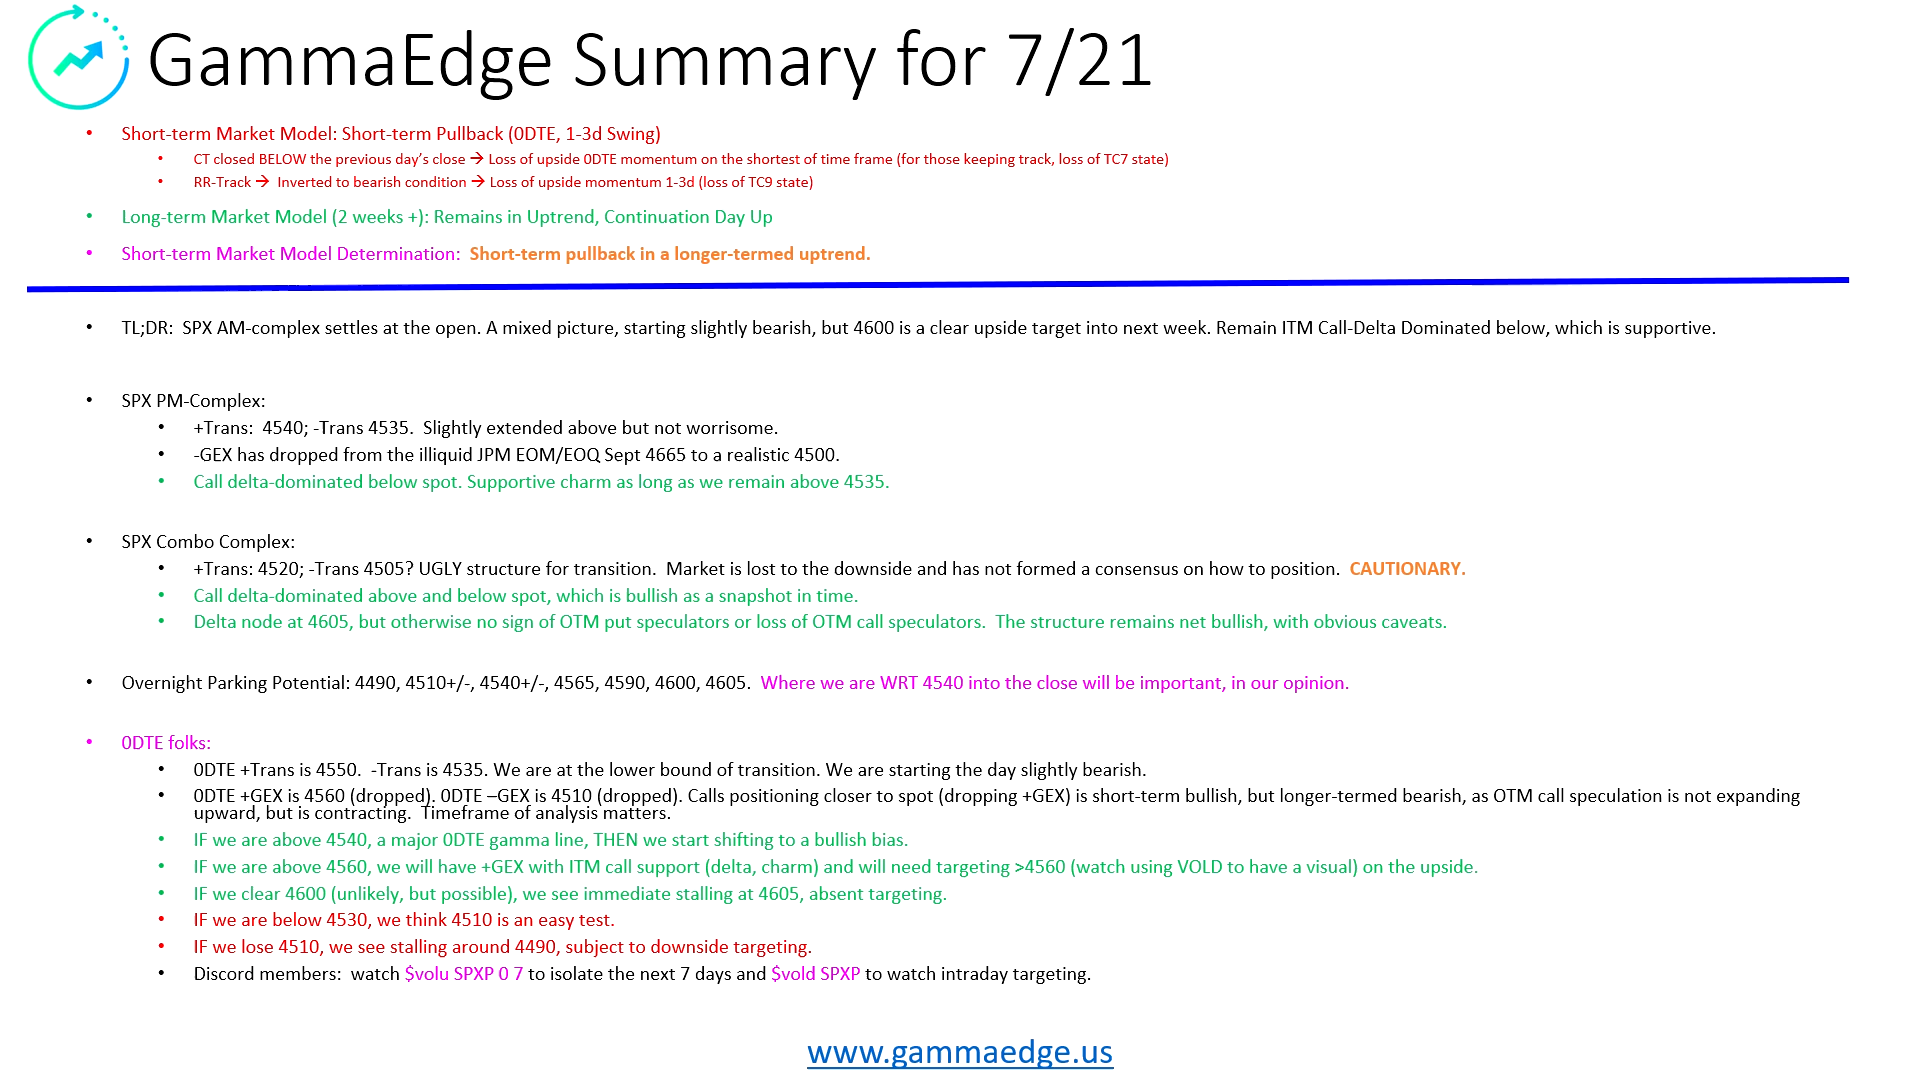 GammaEdge Summary for 7/21
• Short-term Market Model: Short-term Pullback (0DTE, 1-3d Swing)
• CT closed BELOW the previous day's close → Loss of upside 0DTE momentum on the shortest of time frame (for those keeping track, loss of TC7 state)
• RR-Track → Inverted to bearish condition → Loss of upside momentum 1-3d (loss of TC9 state)
• Long-term Market Model (2 weeks +): Remains in Uptrend, Continuation Day Up
• Short-term Market Model Determination: Short-term pullback in a longer-termed uptrend.
• TL;DR: SPX AM-complex settles at the open. A mixed picture, starting slightly bearish, but 4600 is a clear upside target into next week. Remain ITM Call-Delta Dominated below, which is supportive.
• SPX PM-Complex:
• +Trans: 4540; -Trans 4535. Slightly extended above but not worrisome.
• -GEX has dropped from the illiquid JPM EOM/EOQ Sept 4665 to a realistic 4500.
• Call delta-dominated below spot. Supportive charm as long as we remain above 4535.
• SPX Combo Complex:
• +Trans: 4520; -Trans 4505? UGLY structure for transition. Market is lost to the downside and has not formed a consensus on how to position. CAUTIONARY.
• Call delta-dominated above and below spot, which is bullish as a snapshot in time.
• Delta node at 4605, but otherwise no sign of OTM put speculators or loss of OTM call speculators. The structure remains net bullish, with obvious caveats.
• Overnight Parking Potential: 4490, 4510+/-, 4540+/-, 4565, 4590, 4600, 4605. Where we are WRT 4540 into the close will be important, in our opinion.
• 0DTE folks:
• 0DTE +Trans is 4550. -Trans is 4535. We are at the lower bound of transition. We are starting the day slightly bearish.
• 0DTE +GEX is 4560 (dropped). 0DTE –GEX is 4510 (dropped). Calls positioning closer to spot (dropping +GEX) is short-term bullish, but longer-termed bearish, as OTM call speculation is not expanding
upward, but is contracting. Timeframe of analysis matters.
• IF we are above 4540, a major 0DTE gamma line, THEN we start shifting to a bullish bias.
• IF we are above 4560, we will have +GEX with ITM call support (delta, charm) and will need targeting >4560 (watch using VOLD to have a visual) on the upside.
• IF we clear 4600 (unlikely, but possible), we see immediate stalling at 4605, absent targeting.
• IF we are below 4530, we think 4510 is an easy test.
• IF we lose 4510, we see stalling around 4490, subject to downside targeting.
• Discord members: watch $volu SPXP 0 7 to isolate the next 7 days and $vold SPXP to watch intraday targeting.
www.gammaedge.us